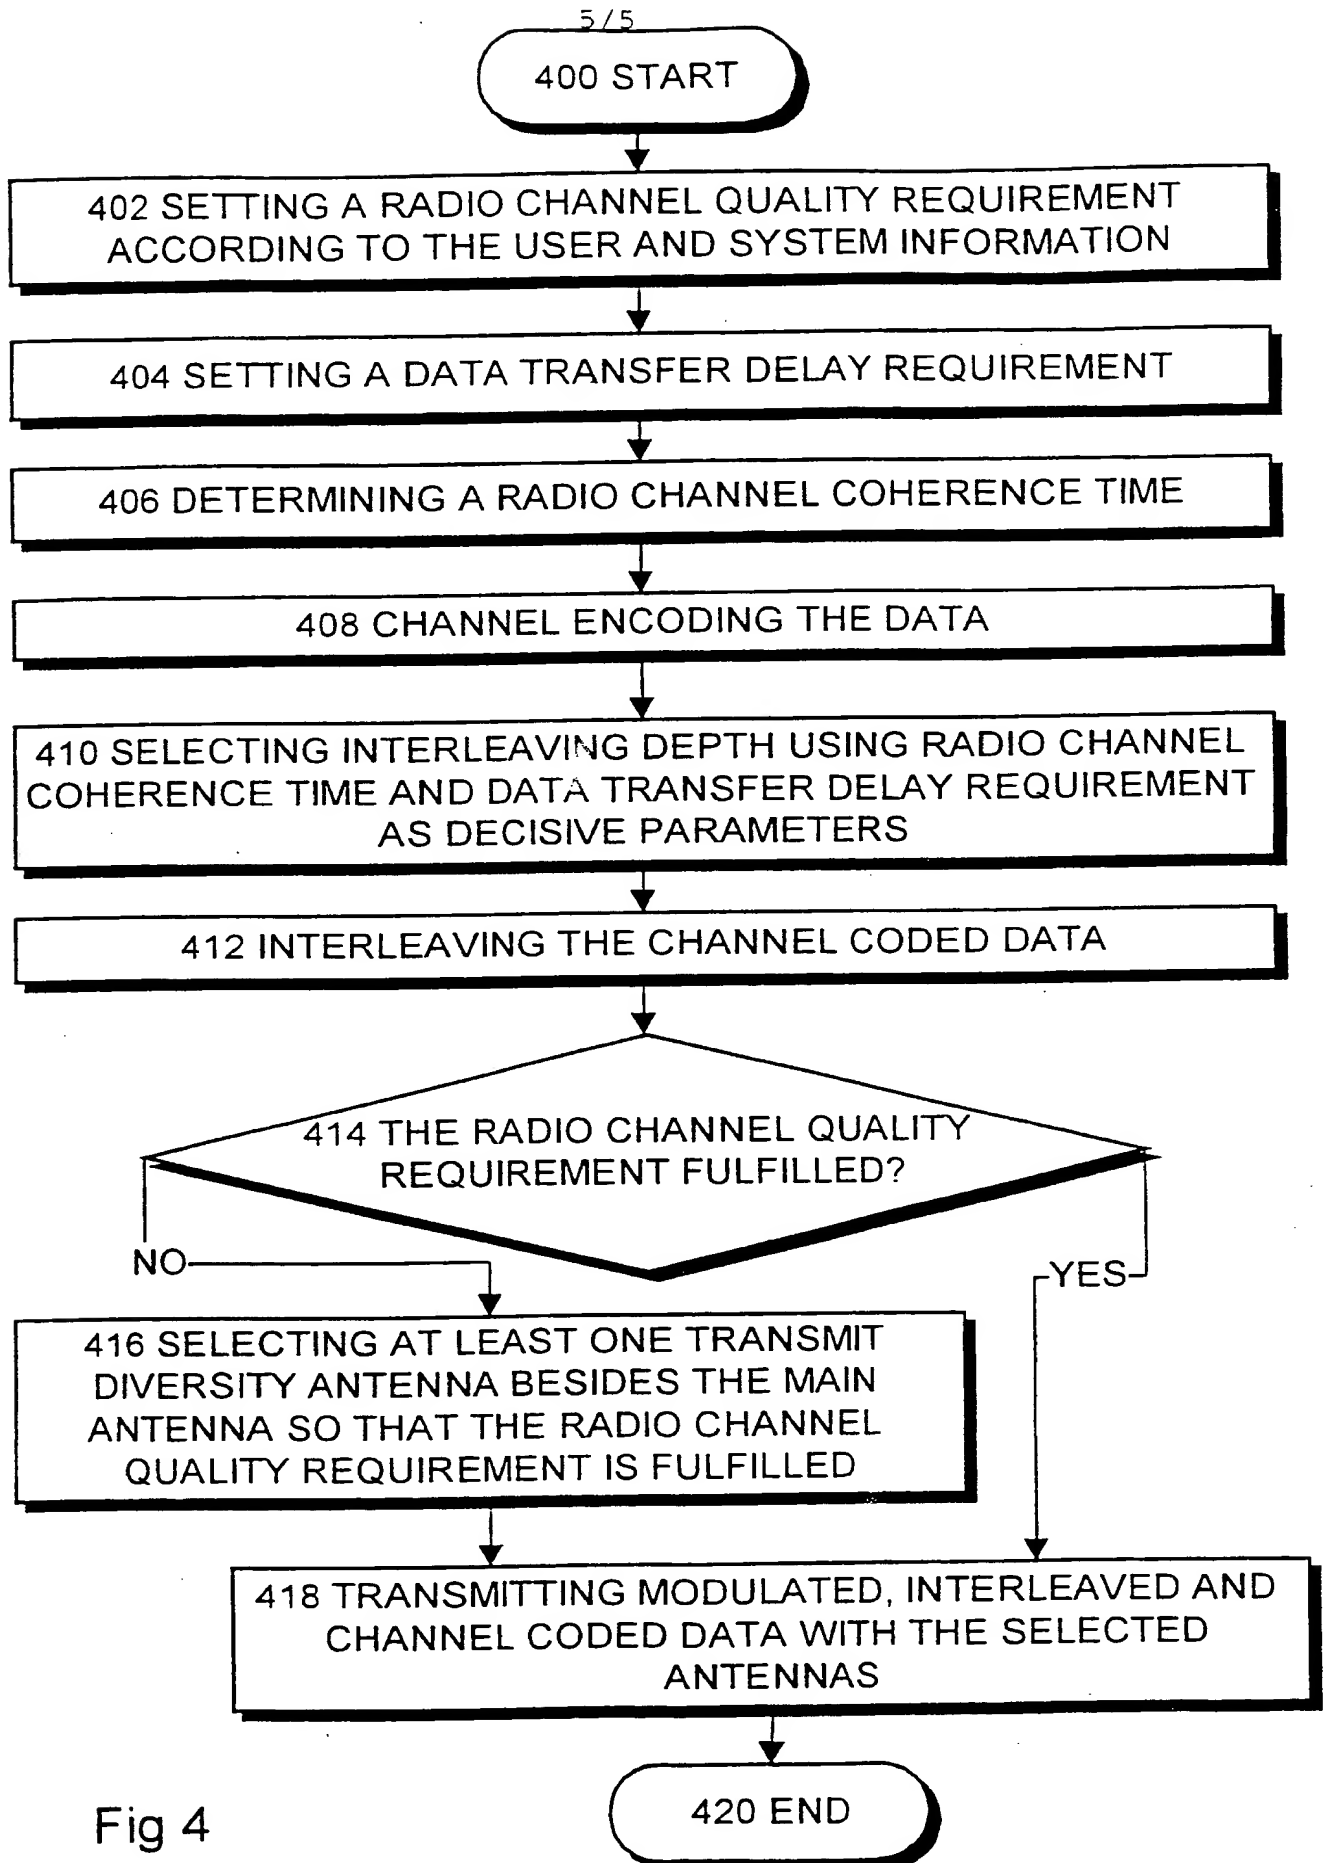 5/5
400 START
402 SETTING A RADIO CHANNEL QUALITY REQUIREMENT
ACCORDING TO THE USER AND SYSTEM INFORMATION
404 SETTING A DATA TRANSFER DELAY REQUIREMENT
406 DETERMINING A RADIO CHANNEL COHERENCE TIME
408 CHANNEL ENCODING THE DATA
410 SELECTING INTERLEAVING DEPTH USING RADIO CHANNEL
COHERENCE TIME AND DATA TRANSFER DELAY REQUIREMENT
AS DECISIVE PARAMETERS
412 INTERLEAVING THE CHANNEL CODED DATA
414 THE RADIO CHANNEL QUALITY
REQUIREMENT FULFILLED?
NO
YES
416 SELECTING AT LEAST ONE TRANSMIT
DIVERSITY ANTENNA BESIDES THE MAIN
ANTENNA SO THAT THE RADIO CHANNEL
QUALITY REQUIREMENT IS FULFILLED
418 TRANSMITTING MODULATED, INTERLEAVED AND
CHANNEL CODED DATA WITH THE SELECTED
ANTENNAS
420 END
Fig 4